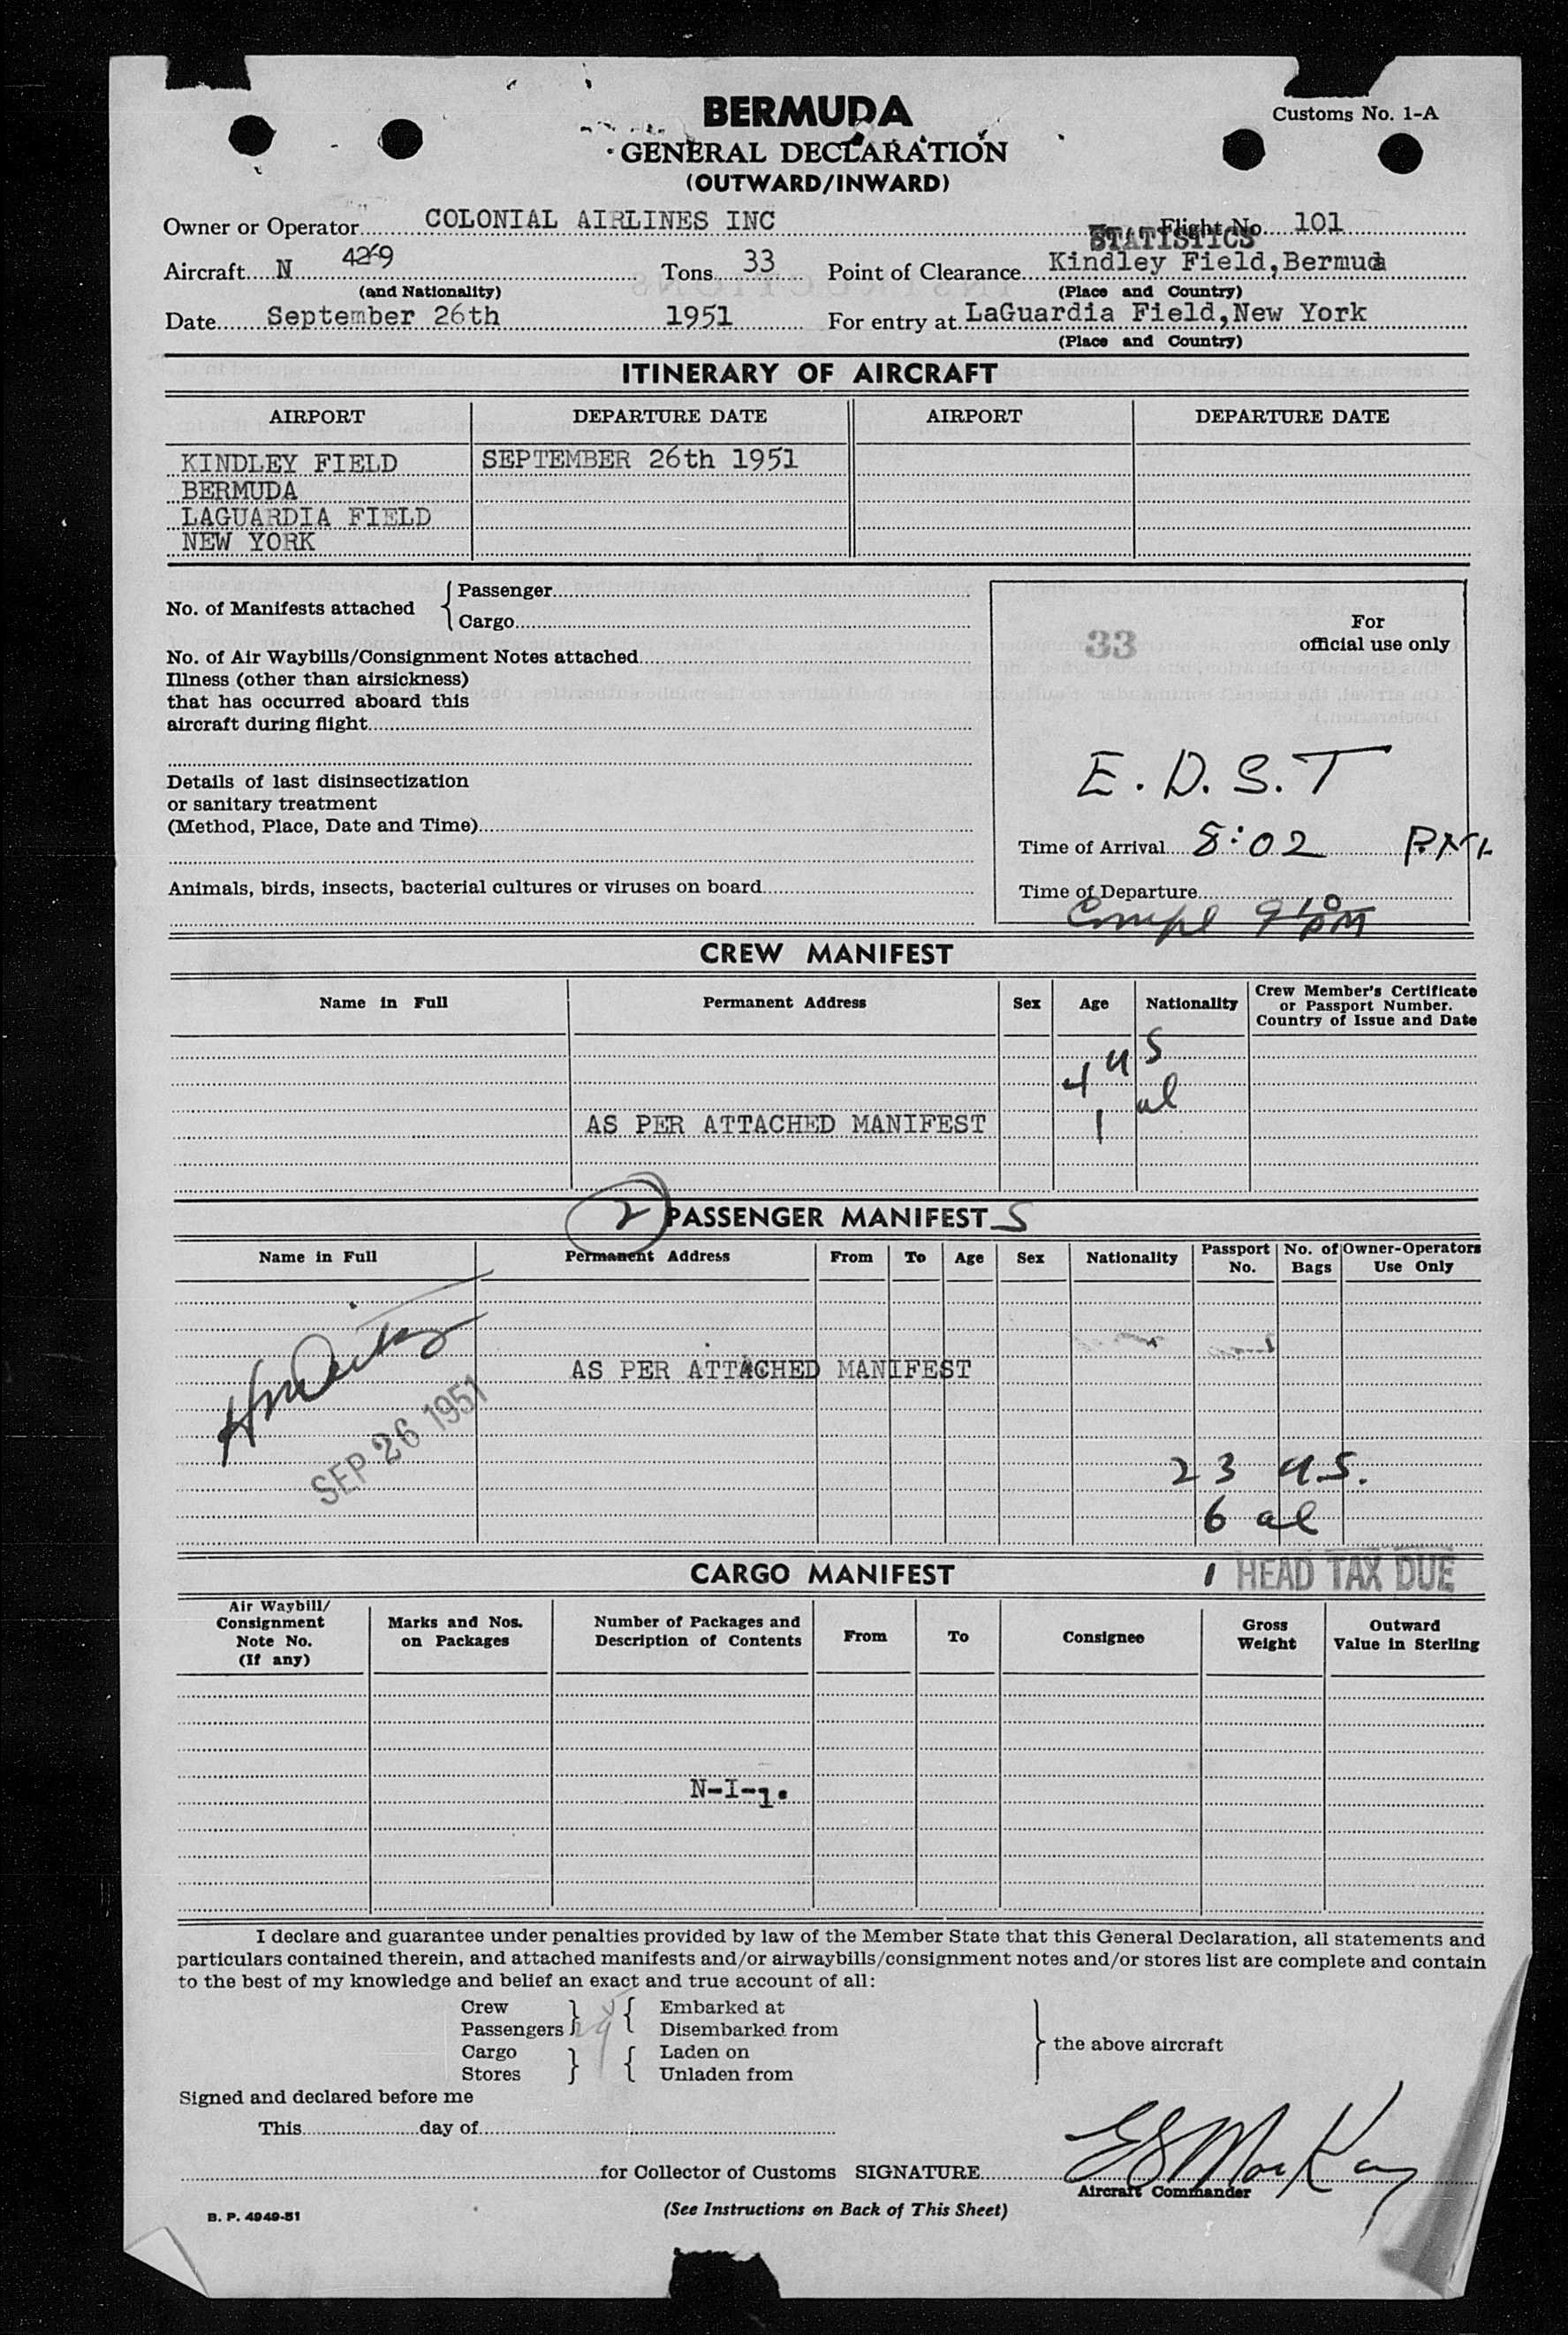 BERMUDA
Customs No. 1-A
GENERAL DECLARATION
(OUTWARD/INWARD)
Owner or Operator COLONIAL AIRLINES INC Flight No. 101
STATISTICS
Aircraft N 4269 Tons 33 Point of Clearance Kindley Field, Bermuda
(and Nationality) (Place and Country)
Date September 26th 1951 For entry at LaGuardia Field, New York
(Place and Country)
ITINERARY OF AIRCRAFT
AIRPORT DEPARTURE DATE AIRPORT DEPARTURE DATE
KINDLEY FIELD SEPTEMBER 26th 1951
BERMUDA
LAGUARDIA FIELD
NEW YORK
No. of Manifests attached { Passenger
Cargo
No. of Air Waybills/Consignment Notes attached
Illness (other than airsickness)
that has occurred aboard this
aircraft during flight
Details of last disinsectization
or sanitary treatment
(Method, Place, Date and Time)
Animals, birds, insects, bacterial cultures or viruses on board
For
33 official use only
E.D.S.T
Time of Arrival 8:02 P.M.
Time of Departure
Compl 9 10 PM
CREW MANIFEST
Name in Full Permanent Address Sex Age Nationality Crew Member's Certificate or Passport Number. Country of Issue and Date
4 US
1 al
AS PER ATTACHED MANIFEST
2 PASSENGER MANIFEST S
Name in Full Permanent Address From To Age Sex Nationality Passport No. No. of Bags Owner-Operators Use Only
AS PER ATTACHED MANIFEST
SEP 26 1951
23 U.S.
6 al
CARGO MANIFEST
1 HEAD TAX DUE
Air Waybill/ Consignment Note No. (If any) Marks and Nos. on Packages Number of Packages and Description of Contents From To Consignee Gross Weight Outward Value in Sterling
N-I-l.
I declare and guarantee under penalties provided by law of the Member State that this General Declaration, all statements and
particulars contained therein, and attached manifests and/or airwaybills/consignment notes and/or stores list are complete and contain
to the best of my knowledge and belief an exact and true account of all:
Crew } { Embarked at
Passengers } 29 { Disembarked from
Cargo } { Laden on } the above aircraft
Stores } { Unladen from
Signed and declared before me
This day of
for Collector of Customs SIGNATURE E S MacKay
Aircraft Commander
(See Instructions on Back of This Sheet)
B. P. 4949-51